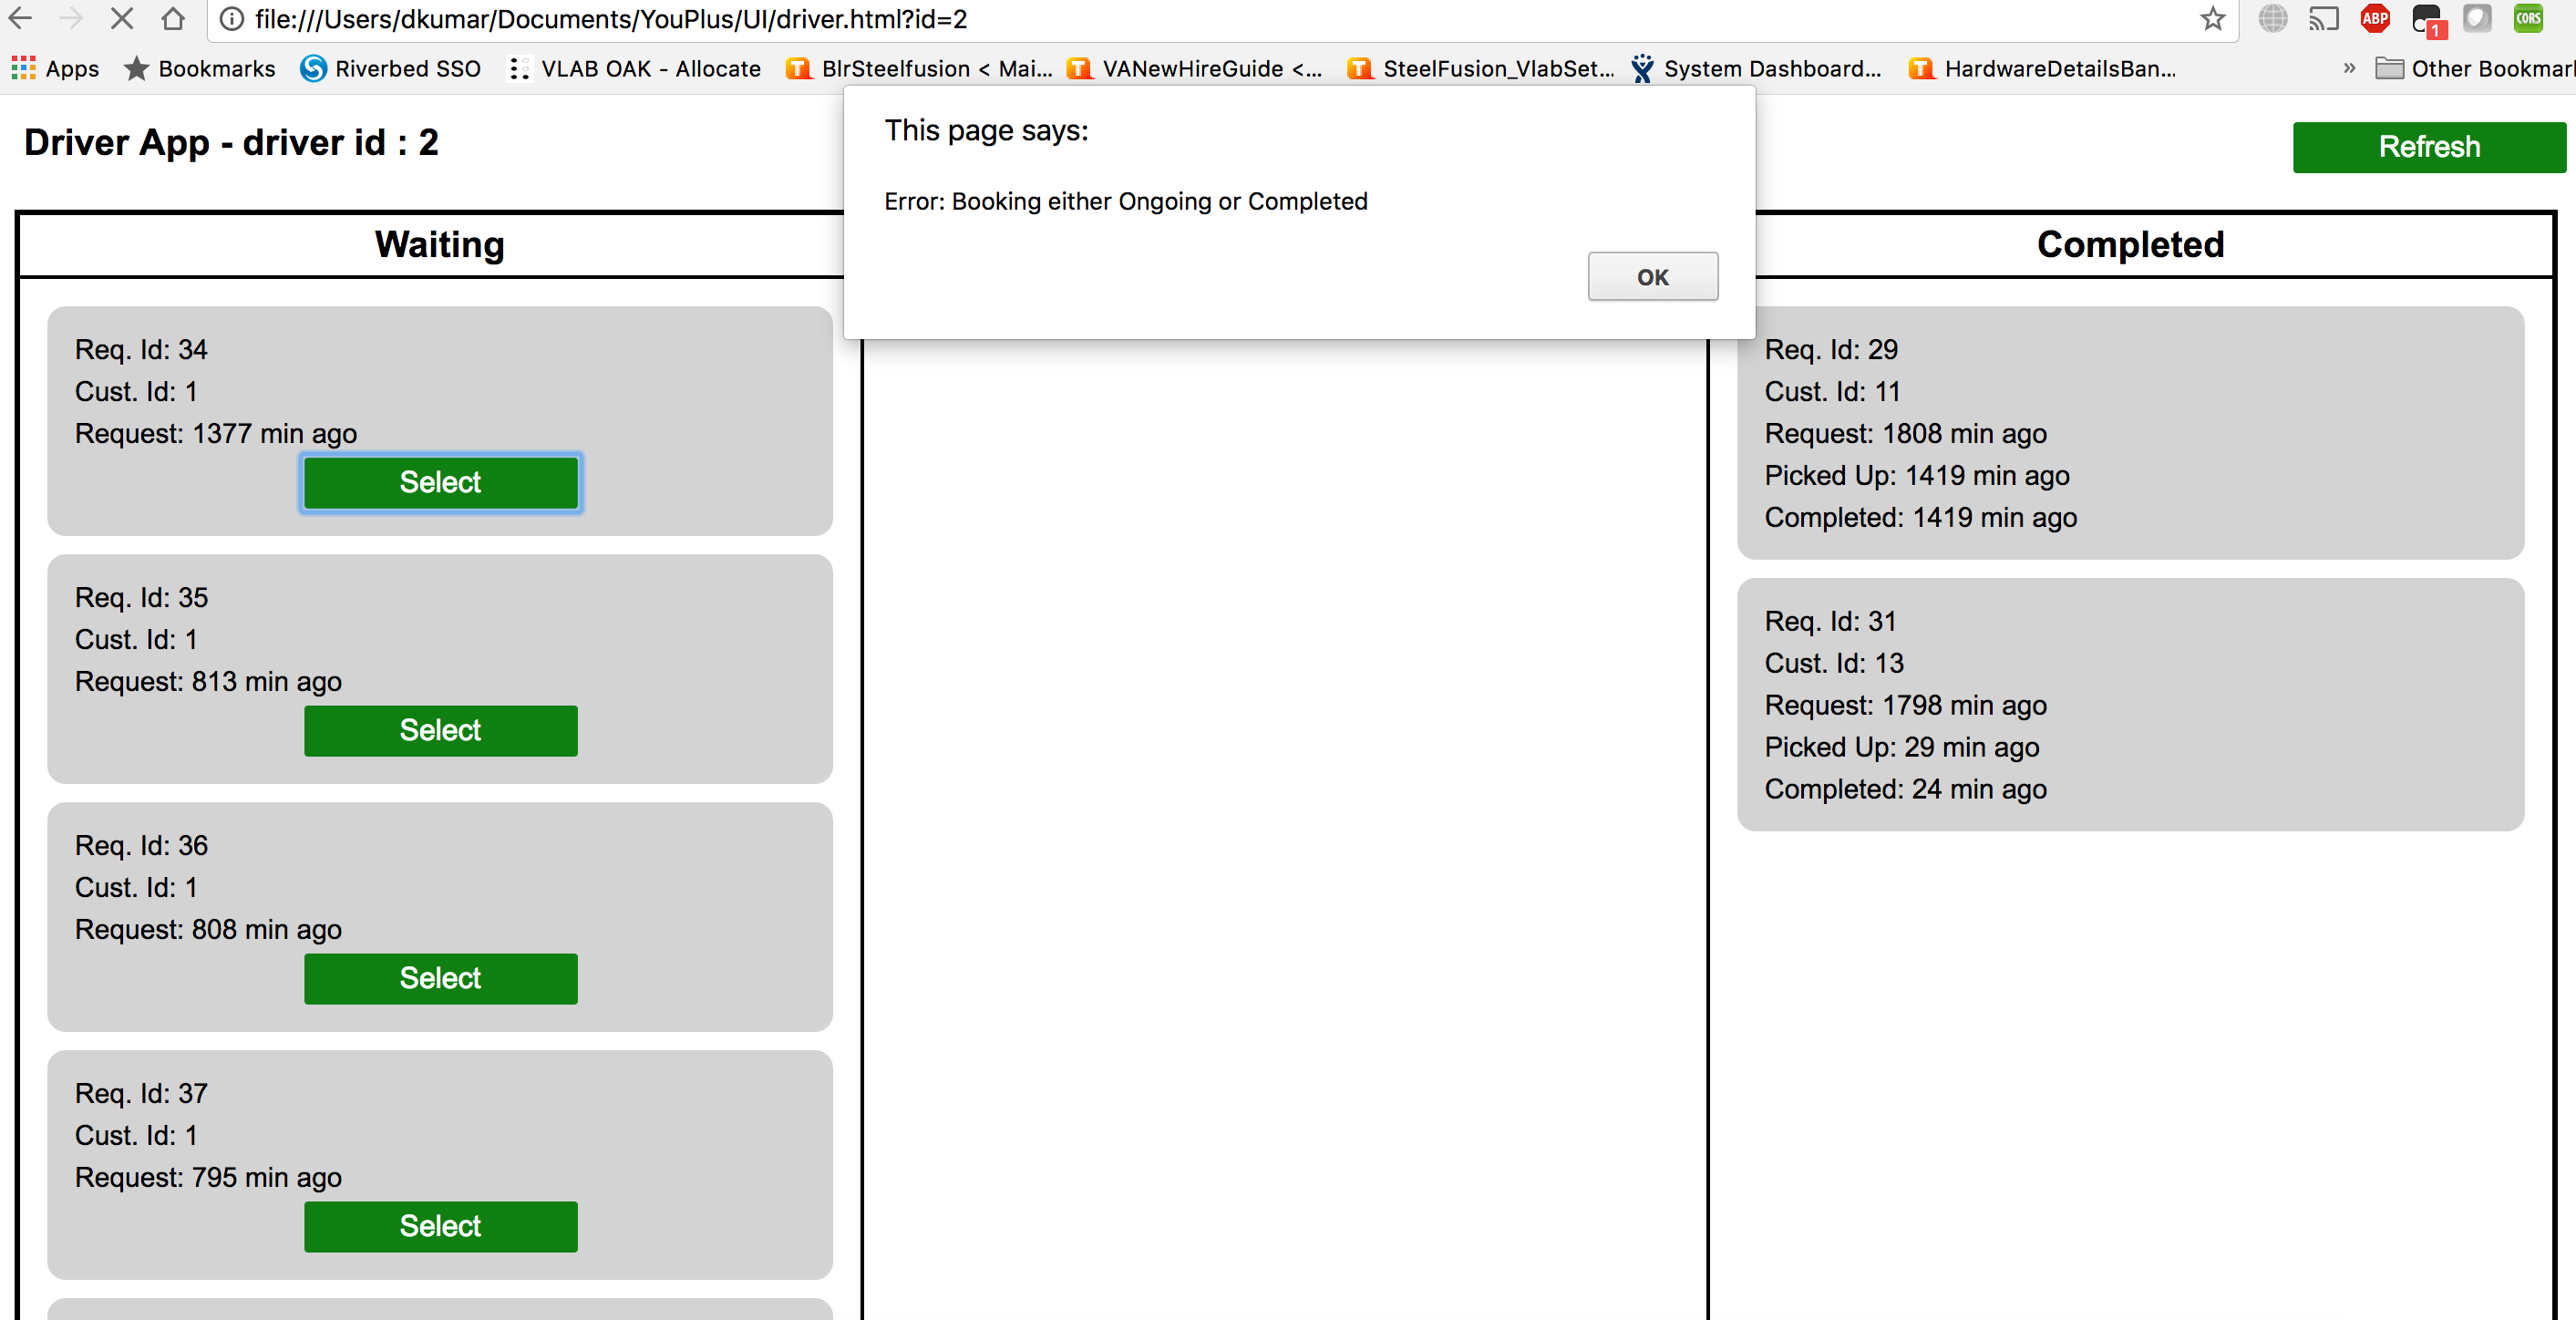 file:///Users/dkumar/Documents/YouPlus/UI/driver.html?id=2
ABP
1
CORS
Apps
Bookmarks
Riverbed SSO
VLAB OAK - Allocate
BlrSteelfusion < Mai...
VANewHireGuide <...
SteelFusion_VlabSet...
System Dashboard...
HardwareDetailsBan...
»
Other Bookmar
Driver App - driver id : 2
This page says:
Error: Booking either Ongoing or Completed
OK
Refresh
Waiting
Req. Id: 34
Cust. Id: 1
Request: 1377 min ago
Select
Req. Id: 35
Cust. Id: 1
Request: 813 min ago
Select
Req. Id: 36
Cust. Id: 1
Request: 808 min ago
Select
Req. Id: 37
Cust. Id: 1
Request: 795 min ago
Select
Completed
Req. Id: 29
Cust. Id: 11
Request: 1808 min ago
Picked Up: 1419 min ago
Completed: 1419 min ago
Req. Id: 31
Cust. Id: 13
Request: 1798 min ago
Picked Up: 29 min ago
Completed: 24 min ago